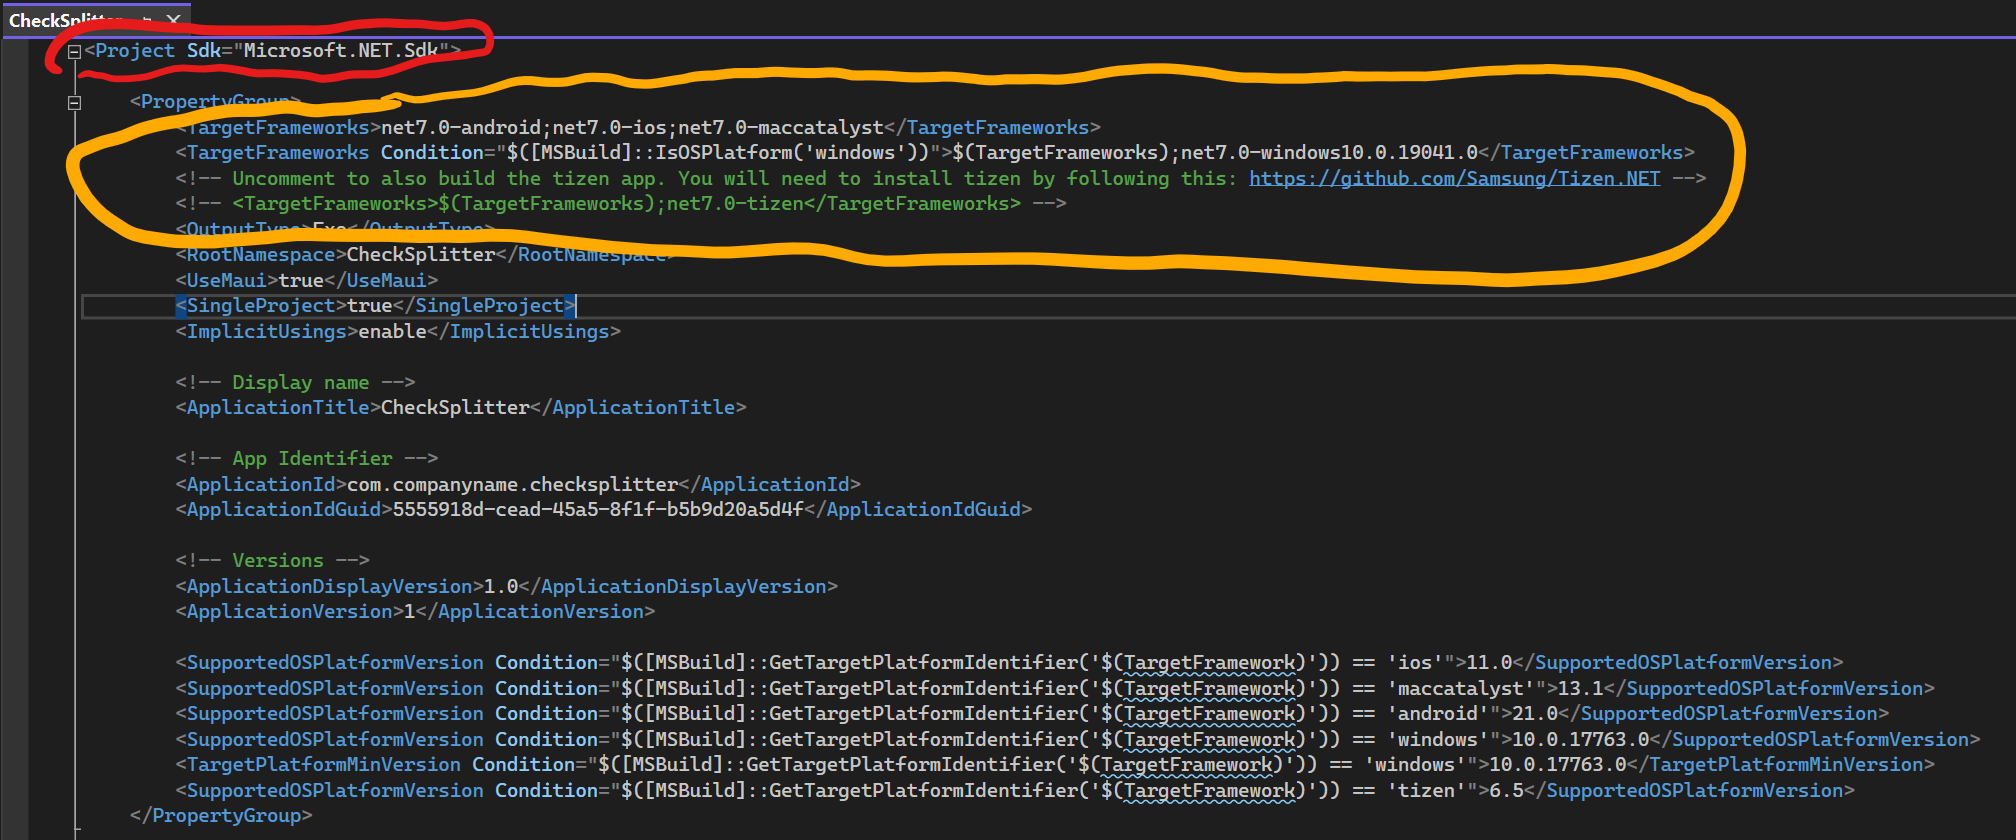 CheckSplitter
<Project Sdk="Microsoft.NET.Sdk">
<PropertyGroup>
<TargetFrameworks>net7.0-android;net7.0-ios;net7.0-maccatalyst</TargetFrameworks>
<TargetFrameworks Condition="$([MSBuild]::IsOSPlatform('windows'))">$(TargetFrameworks);net7.0-windows10.0.19041.0</TargetFrameworks>
<!-- Uncomment to also build the tizen app. You will need to install tizen by following this: https://github.com/Samsung/Tizen.NET -->
<!-- <TargetFrameworks>$(TargetFrameworks);net7.0-tizen</TargetFrameworks> -->
<OutputType>Exe</OutputType>
<RootNamespace>CheckSplitter</RootNamespace>
<UseMaui>true</UseMaui>
<SingleProject>true</SingleProject>
<ImplicitUsings>enable</ImplicitUsings>
<!-- Display name -->
<ApplicationTitle>CheckSplitter</ApplicationTitle>
<!-- App Identifier -->
<ApplicationId>com.companyname.checksplitter</ApplicationId>
<ApplicationIdGuid>5555918d-cead-45a5-8f1f-b5b9d20a5d4f</ApplicationIdGuid>
<!-- Versions -->
<ApplicationDisplayVersion>1.0</ApplicationDisplayVersion>
<ApplicationVersion>1</ApplicationVersion>
<SupportedOSPlatformVersion Condition="$([MSBuild]::GetTargetPlatformIdentifier('$(TargetFramework)')) == 'ios'">11.0</SupportedOSPlatformVersion>
<SupportedOSPlatformVersion Condition="$([MSBuild]::GetTargetPlatformIdentifier('$(TargetFramework)')) == 'maccatalyst'">13.1</SupportedOSPlatformVersion>
<SupportedOSPlatformVersion Condition="$([MSBuild]::GetTargetPlatformIdentifier('$(TargetFramework)')) == 'android'">21.0</SupportedOSPlatformVersion>
<SupportedOSPlatformVersion Condition="$([MSBuild]::GetTargetPlatformIdentifier('$(TargetFramework)')) == 'windows'">10.0.17763.0</SupportedOSPlatformVersion>
<TargetPlatformMinVersion Condition="$([MSBuild]::GetTargetPlatformIdentifier('$(TargetFramework)')) == 'windows'">10.0.17763.0</TargetPlatformMinVersion>
<SupportedOSPlatformVersion Condition="$([MSBuild]::GetTargetPlatformIdentifier('$(TargetFramework)')) == 'tizen'">6.5</SupportedOSPlatformVersion>
</PropertyGroup>